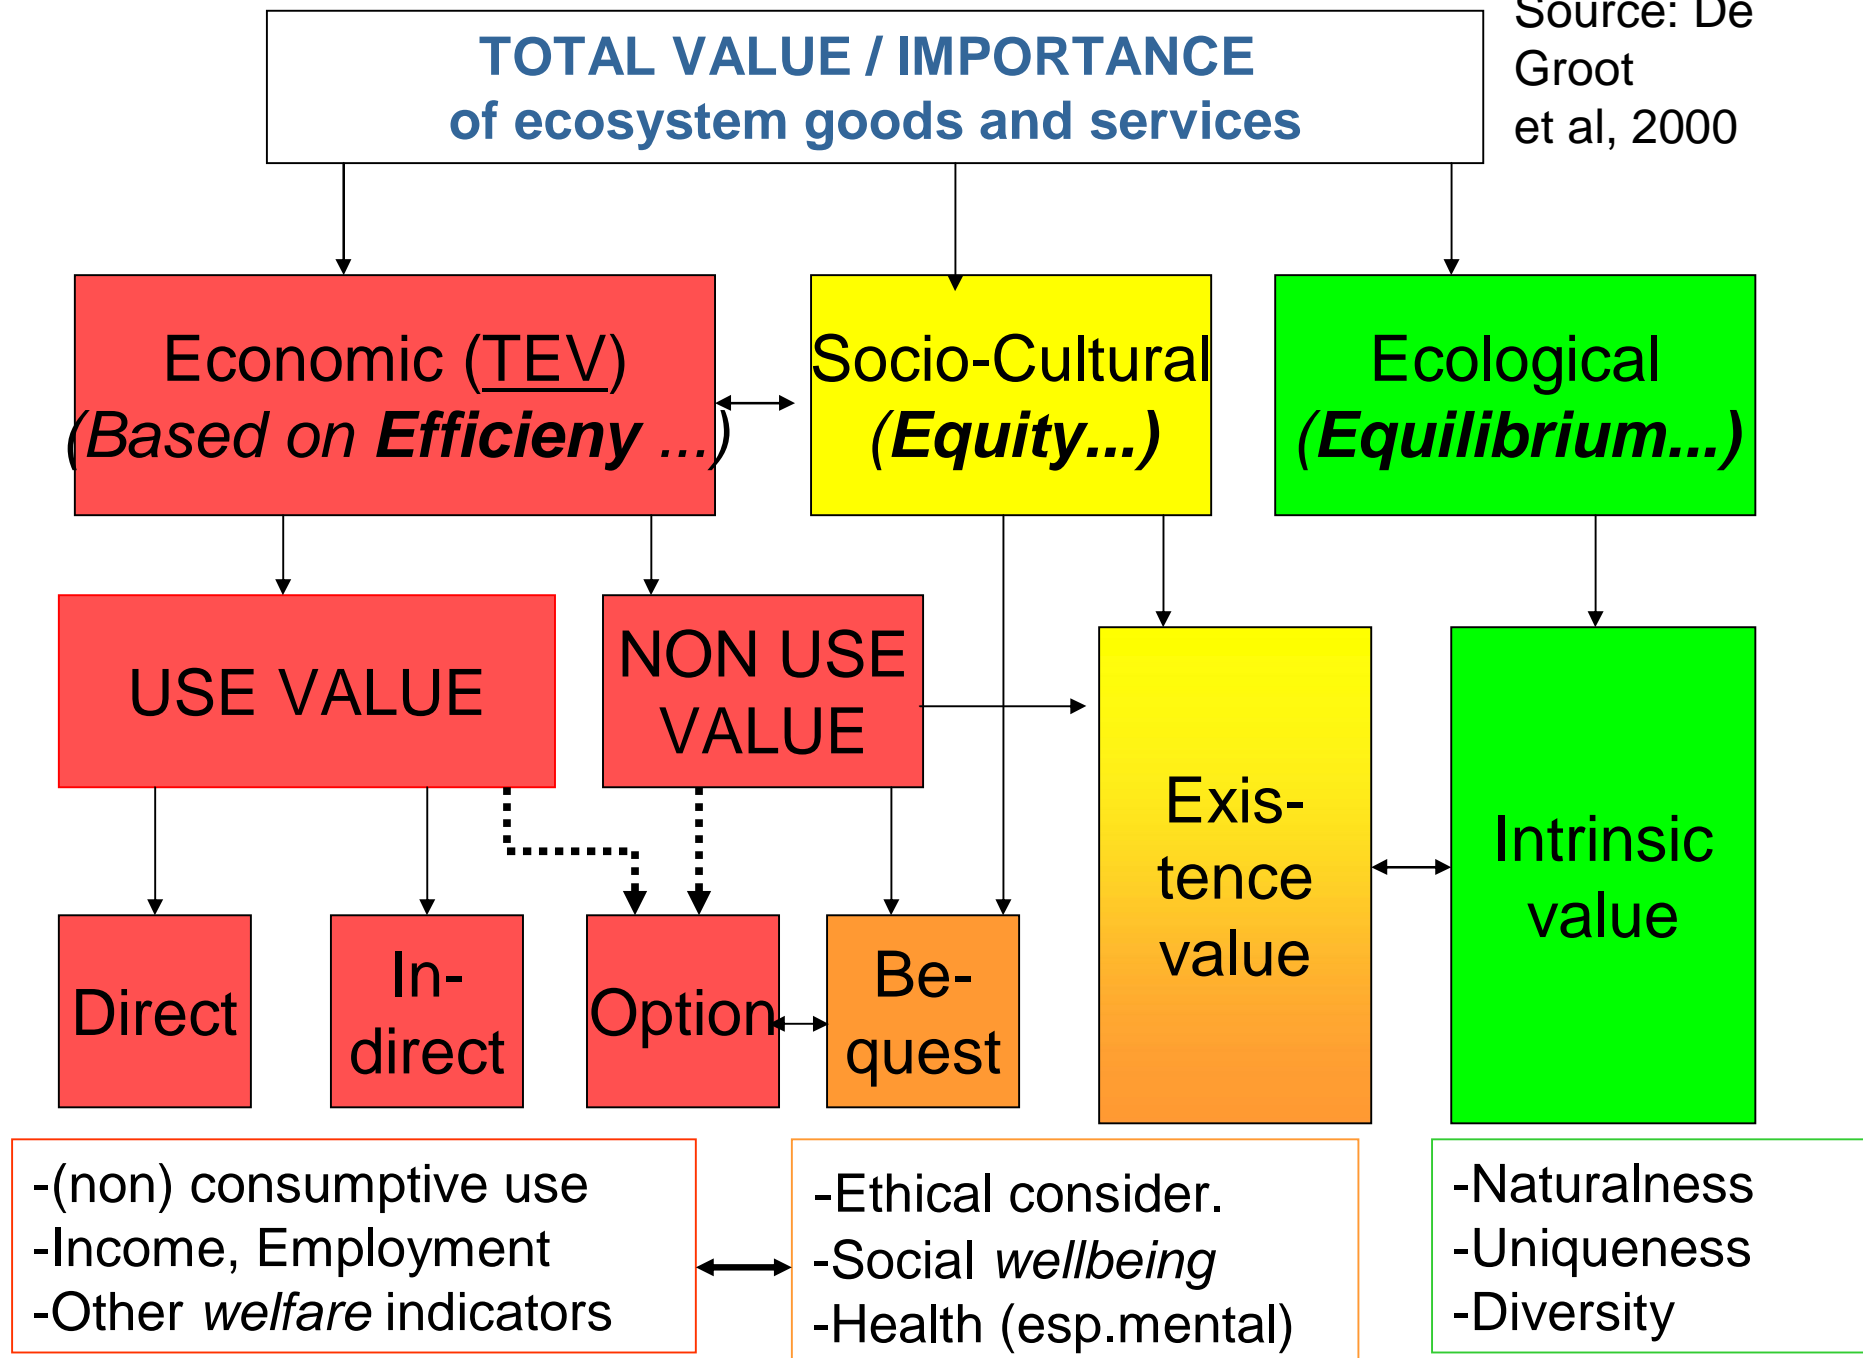 TOTAL VALUE / IMPORTANCE
of ecosystem goods and services
Source: De
Groot
et al, 2000
Economic (TEV)
(Based on Efficieny ...)
Socio-Cultural
(Equity...)
Ecological
(Equilibrium...)
USE VALUE
NON USE
VALUE
Exis-
tence
value
Intrinsic
value
Direct
In-
direct
Option
Be-
quest
-(non) consumptive use
-Income, Employment
-Other welfare indicators
-Ethical consider.
-Social wellbeing
-Health (esp.mental)
-Naturalness
-Uniqueness
-Diversity